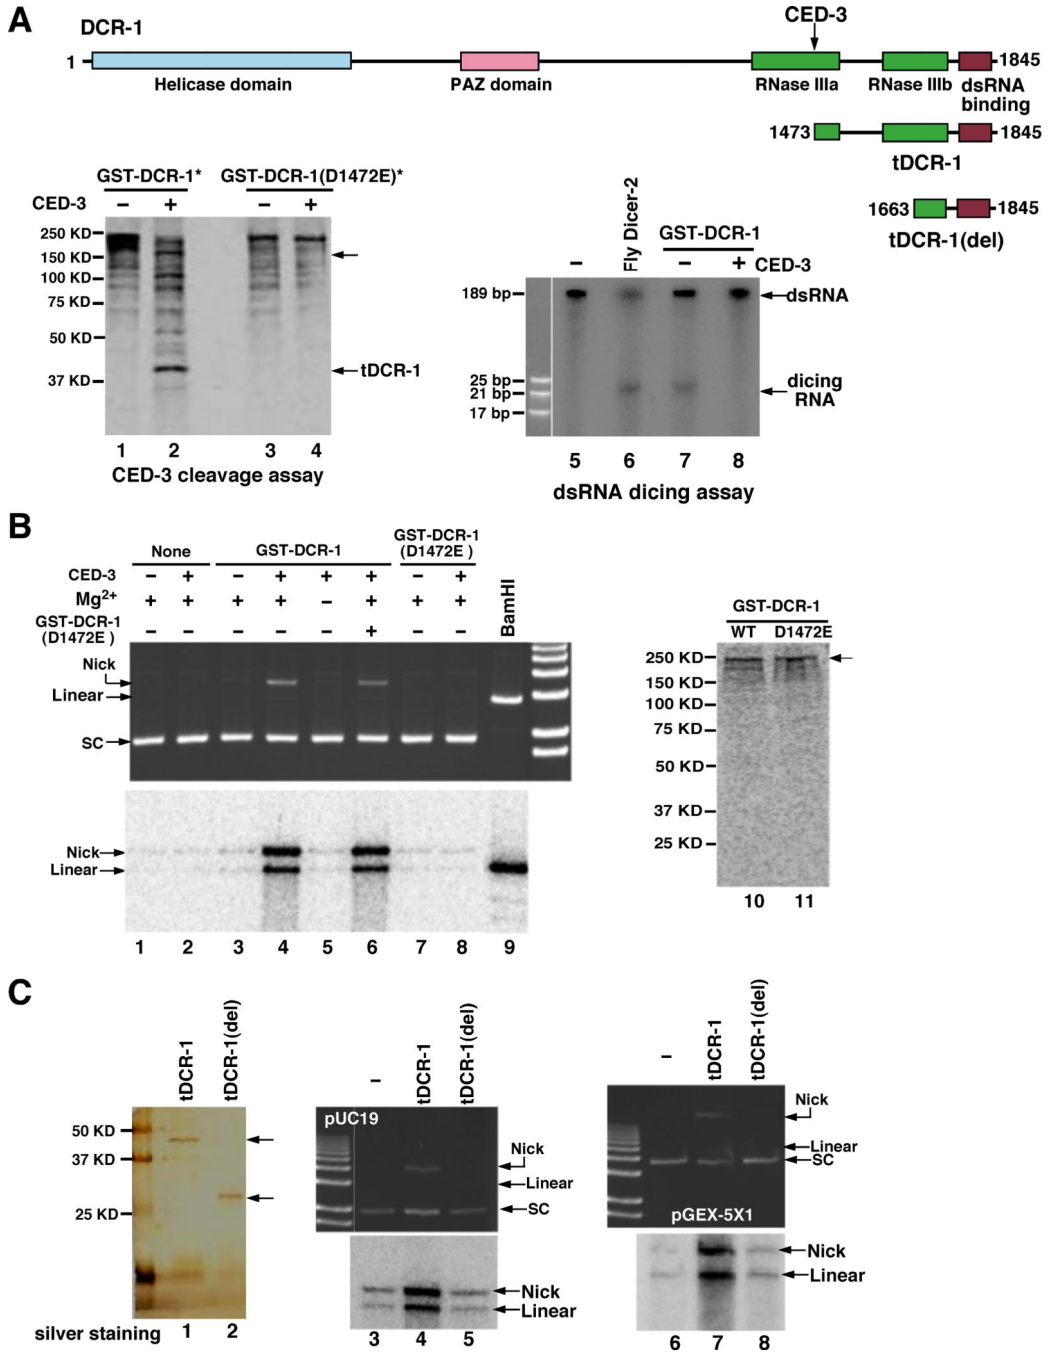 A
DCR-1
CED-3
1
1845
Helicase domain
PAZ domain
RNase IIIa
RNase IIIb
dsRNA
binding
1473
1845
tDCR-1
1663
1845
tDCR-1(del)
GST-DCR-1*
GST-DCR-1(D1472E)*
CED-3
– + – +
250 KD
150 KD
100 KD
75 KD
50 KD
37 KD
tDCR-1
1 2 3 4
CED-3 cleavage assay
Fly Dicer-2
GST-DCR-1
– – + CED-3
189 bp
dsRNA
25 bp
21 bp
17 bp
dicing
RNA
5 6 7 8
dsRNA dicing assay
B
None
GST-DCR-1
GST-DCR-1
(D1472E )
CED-3 – + – + + + – +
Mg2+ + + + + – + + +
GST-DCR-1
(D1472E ) – – – – – + – –
BamHI
Nick
Linear
SC
Nick
Linear
1 2 3 4 5 6 7 8 9
GST-DCR-1
WT D1472E
250 KD
150 KD
100 KD
75 KD
50 KD
37 KD
25 KD
10 11
C
tDCR-1
tDCR-1(del)
50 KD
37 KD
25 KD
silver staining 1 2
–
tDCR-1
tDCR-1(del)
pUC19
Nick
Linear
SC
Nick
Linear
3 4 5
–
tDCR-1
tDCR-1(del)
Nick
Linear
SC
pGEX-5X1
Nick
Linear
6 7 8